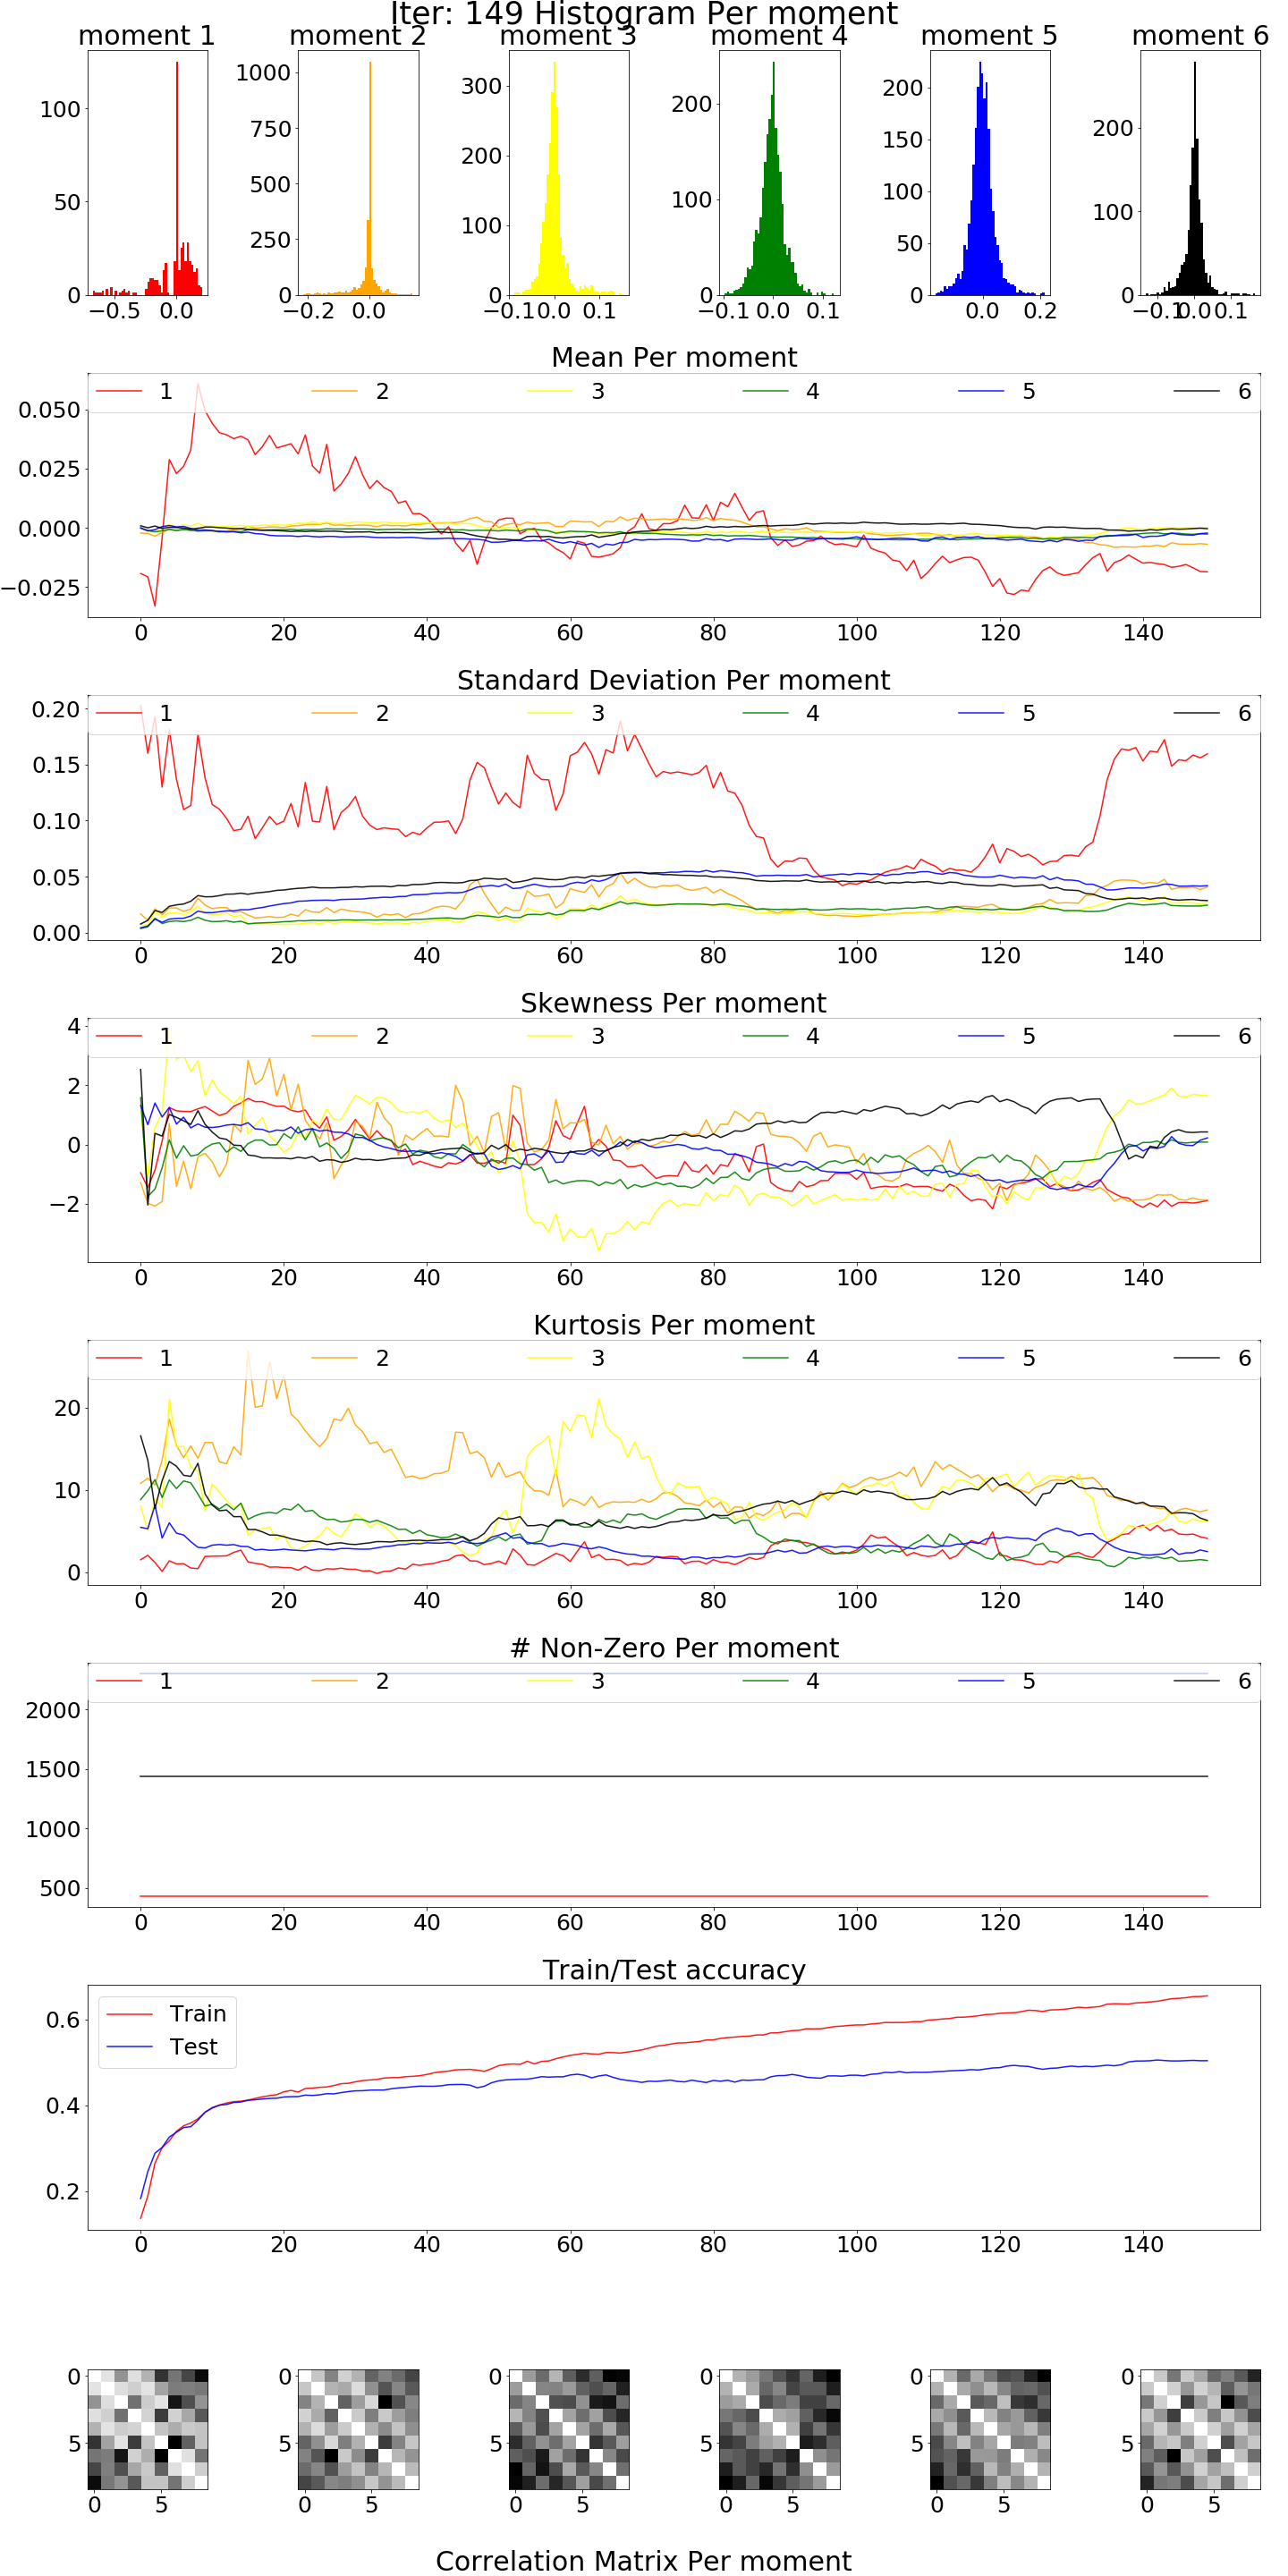 Iter: 149 Histogram Per moment
moment 1 moment 2 moment 3 moment 4 moment 5 moment 6
100
50
0
−0.5 0.0
1000
750
500
250
0
−0.2 0.0
300
200
100
0
−0.1 0.0 0.1
200
100
0
−0.1 0.0 0.1
200
150
100
50
0
0.0 0.2
200
100
0
−0.1 0.0 0.1
Mean Per moment
1 2 3 4 5 6
0.050
0.025
0.000
−0.025
0 20 40 60 80 100 120 140
Standard Deviation Per moment
1 2 3 4 5 6
0.20
0.15
0.10
0.05
0.00
0 20 40 60 80 100 120 140
Skewness Per moment
1 2 3 4 5 6
4
2
0
−2
0 20 40 60 80 100 120 140
Kurtosis Per moment
1 2 3 4 5 6
20
10
0
0 20 40 60 80 100 120 140
# Non-Zero Per moment
1 2 3 4 5 6
2000
1500
1000
500
0 20 40 60 80 100 120 140
Train/Test accuracy
Train
Test
0.6
0.4
0.2
0 20 40 60 80 100 120 140
0 0 0 0 0 0
5 5 5 5 5 5
0 5 0 5 0 5 0 5 0 5 0 5
Correlation Matrix Per moment